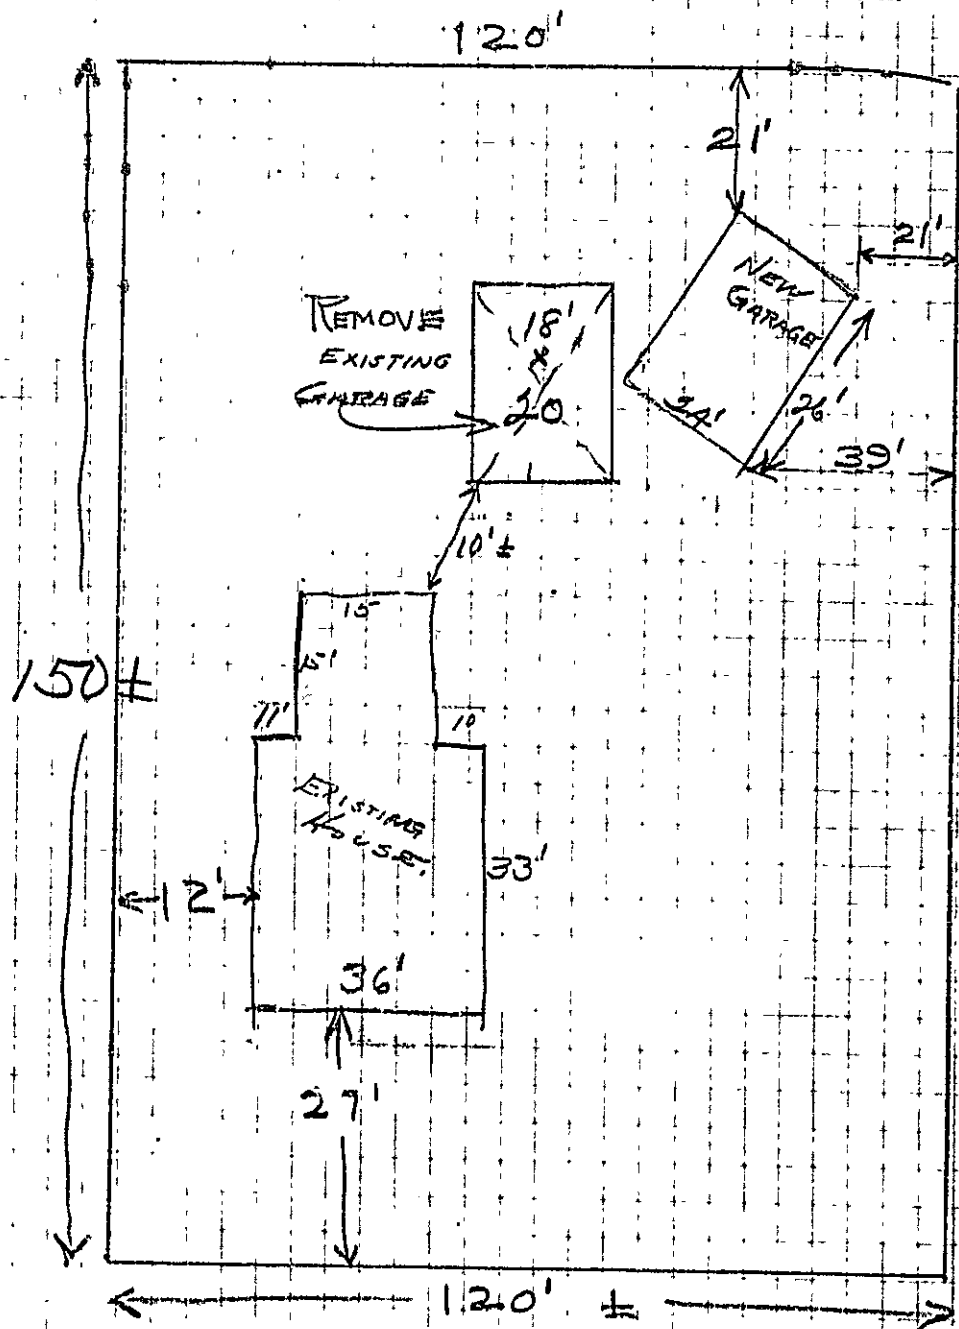 120'
21'
21'
NEW
GARAGE
REMOVE
EXISTING
GARAGE
18'
x
20
24'
26'
39'
10' ±
15
15'
150 ±
11'
10
EXISTING
HOUSE.
33'
12'
36'
27'
120' ±